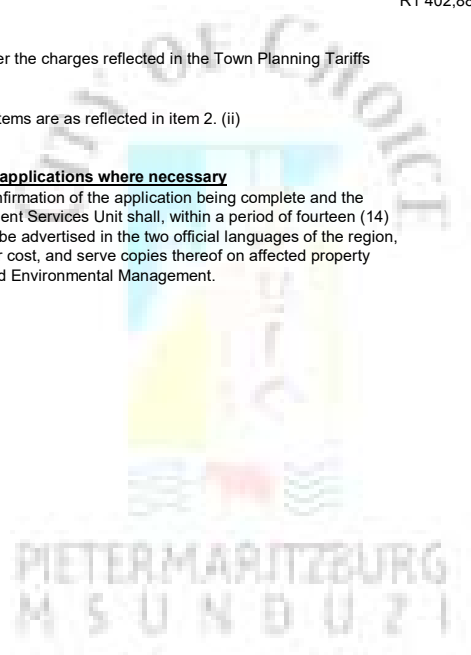 R1 402,88
er the charges reflected in the Town Planning Tariffs
tems are as reflected in item 2. (ii)
applications where necessary
nfirmation of the application being complete and the
ent Services Unit shall, within a period of fourteen (14)
be advertised in the two official languages of the region,
r cost, and serve copies thereof on affected property
d Environmental Management.
CITY OF CHOICE
PIETERMARITZBURG
MSUNDUZI